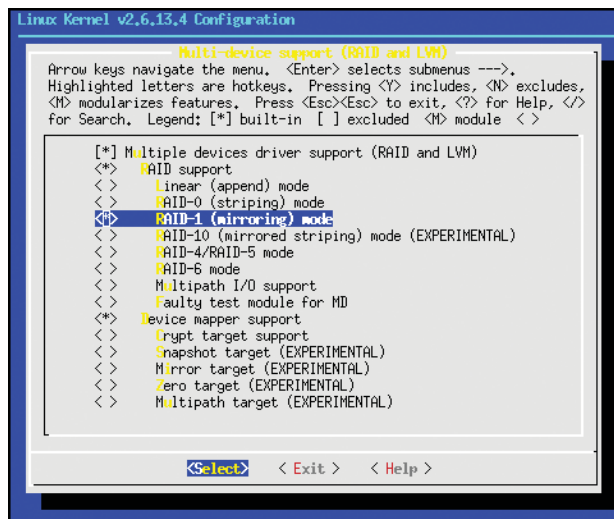 Linux Kernel v2.6.13.4 Configuration
Multi-device support (RAID and LVM)
Arrow keys navigate the menu. <Enter> selects submenus --->.
Highlighted letters are hotkeys. Pressing <Y> includes, <N> excludes,
<M> modularizes features. Press <Esc><Esc> to exit, <?> for Help, </>
for Search. Legend: [*] built-in [ ] excluded <M> module < >
[*] Multiple devices driver support (RAID and LVM)
<*> RAID support
< > Linear (append) mode
< > RAID-0 (striping) mode
<*> RAID-1 (mirroring) mode
< > RAID-10 (mirrored striping) mode (EXPERIMENTAL)
< > RAID-4/RAID-5 mode
< > RAID-6 mode
< > Multipath I/O support
< > Faulty test module for MD
<*> Device mapper support
< > Crypt target support
< > Snapshot target (EXPERIMENTAL)
< > Mirror target (EXPERIMENTAL)
< > Zero target (EXPERIMENTAL)
< > Multipath target (EXPERIMENTAL)
<Select> < Exit > < Help >